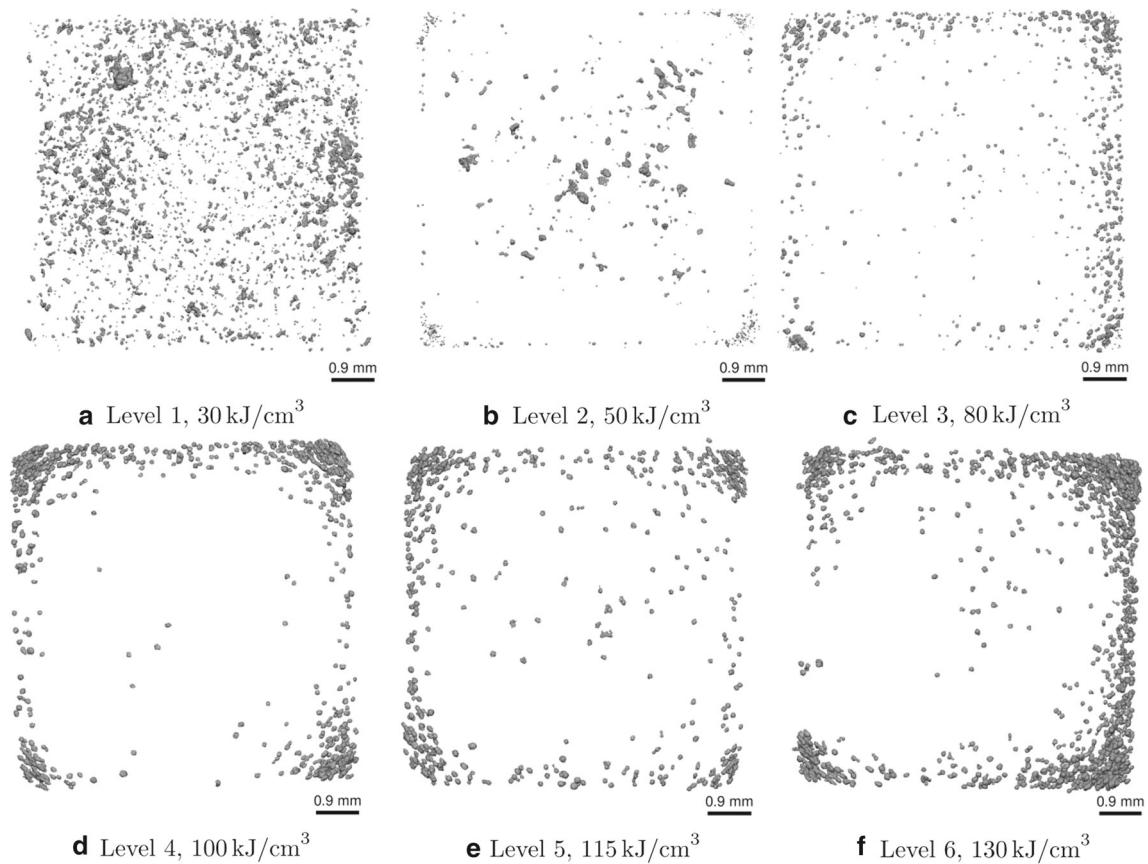 0.9 mm
0.9 mm
0.9 mm
a Level 1, 30 kJ/cm³
b Level 2, 50 kJ/cm³
c Level 3, 80 kJ/cm³
0.9 mm
0.9 mm
0.9 mm
d Level 4, 100 kJ/cm³
e Level 5, 115 kJ/cm³
f Level 6, 130 kJ/cm³